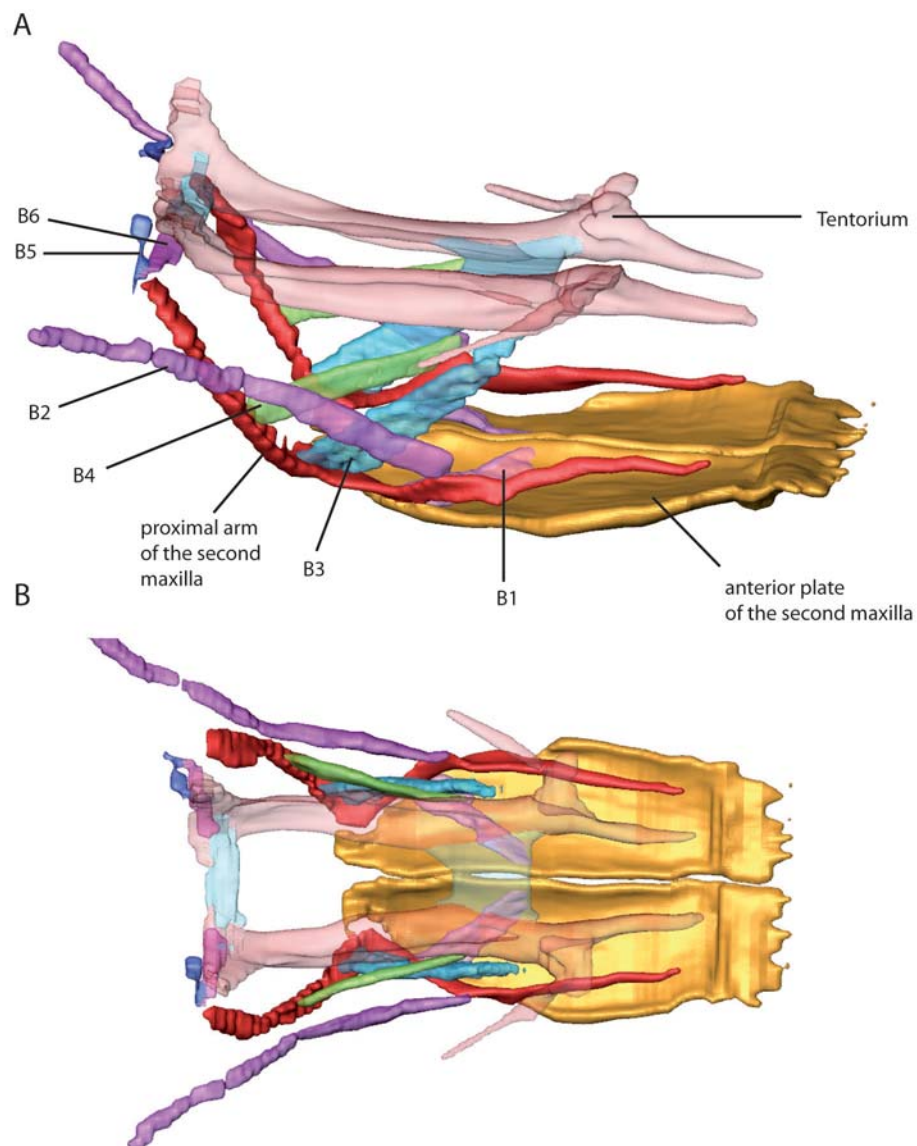 A
B6
B5
Tentorium
B2
B4
proximal arm
of the second
maxilla
B3
B1
anterior plate
of the second maxilla
B